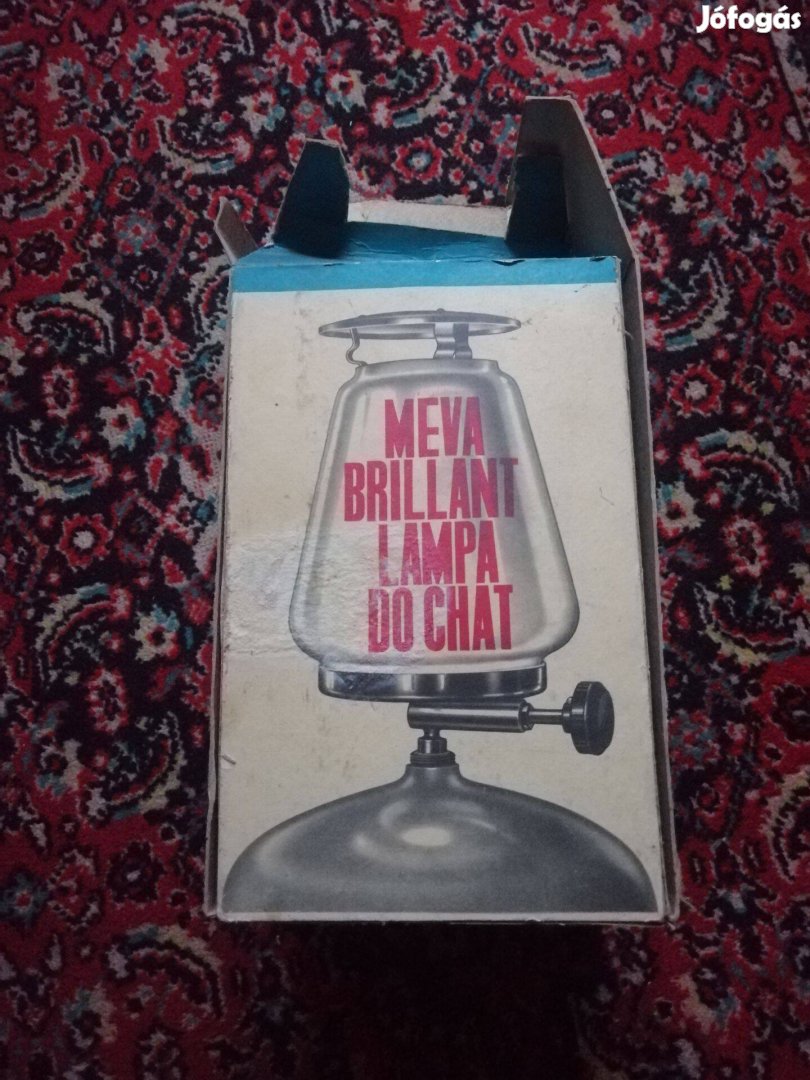 Jófogás
MEVA
BRILLANT
LAMPA
DO CHAT